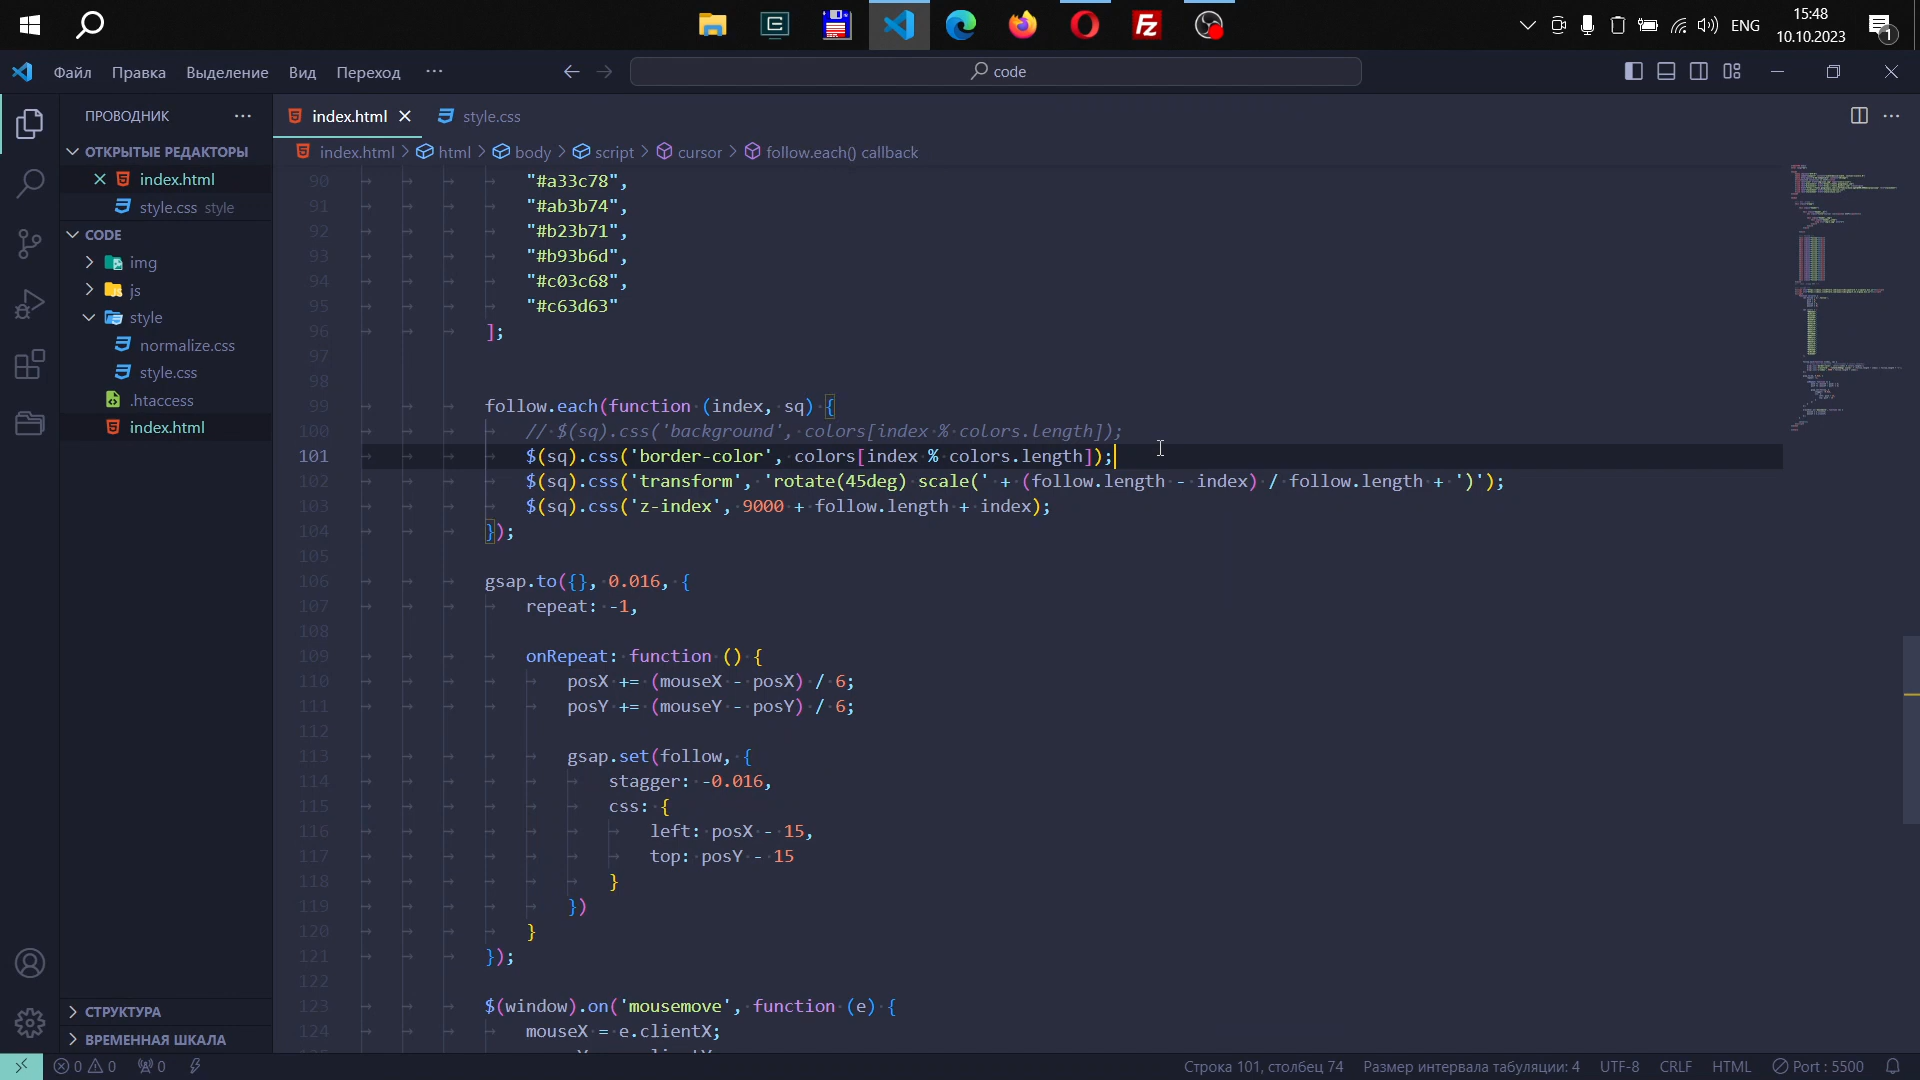 15:48
ENG
10.10.2023
1
Файл Правка Выделение Вид Переход ···
code
ПРОВОДНИК
index.html
style.css
ОТКРЫТЫЕ РЕДАКТОРЫ
index.html > html > body > script > cursor > follow.each() callback
index.html
style.css style
CODE
img
js
style
normalize.css
style.css
.htaccess
index.html
90 "#a33c78",
91 "#ab3b74",
92 "#b23b71",
93 "#b93b6d",
94 "#c03c68",
95 "#c63d63"
96 ];
97
98
99 follow.each(function (index, sq) {
100 // $(sq).css('background', colors[index % colors.length]);
101 $(sq).css('border-color', colors[index % colors.length]);
102 $(sq).css('transform', 'rotate(45deg) scale(' + (follow.length - index) / follow.length + ')');
103 $(sq).css('z-index', 9000 + follow.length + index);
104 });
105
106 gsap.to({}, 0.016, {
107 repeat: -1,
108
109 onRepeat: function () {
110 posX += (mouseX - posX) / 6;
111 posY += (mouseY - posY) / 6;
112
113 gsap.set(follow, {
114 stagger: -0.016,
115 css: {
116 left: posX - 15,
117 top: posY - 15
118 }
119 })
120 }
121 });
122
123 $(window).on('mousemove', function (e) {
124 mouseX = e.clientX;
СТРУКТУРА
ВРЕМЕННАЯ ШКАЛА
0 0 0
Строка 101, столбец 74 Размер интервала табуляции: 4 UTF-8 CRLF HTML Port : 5500